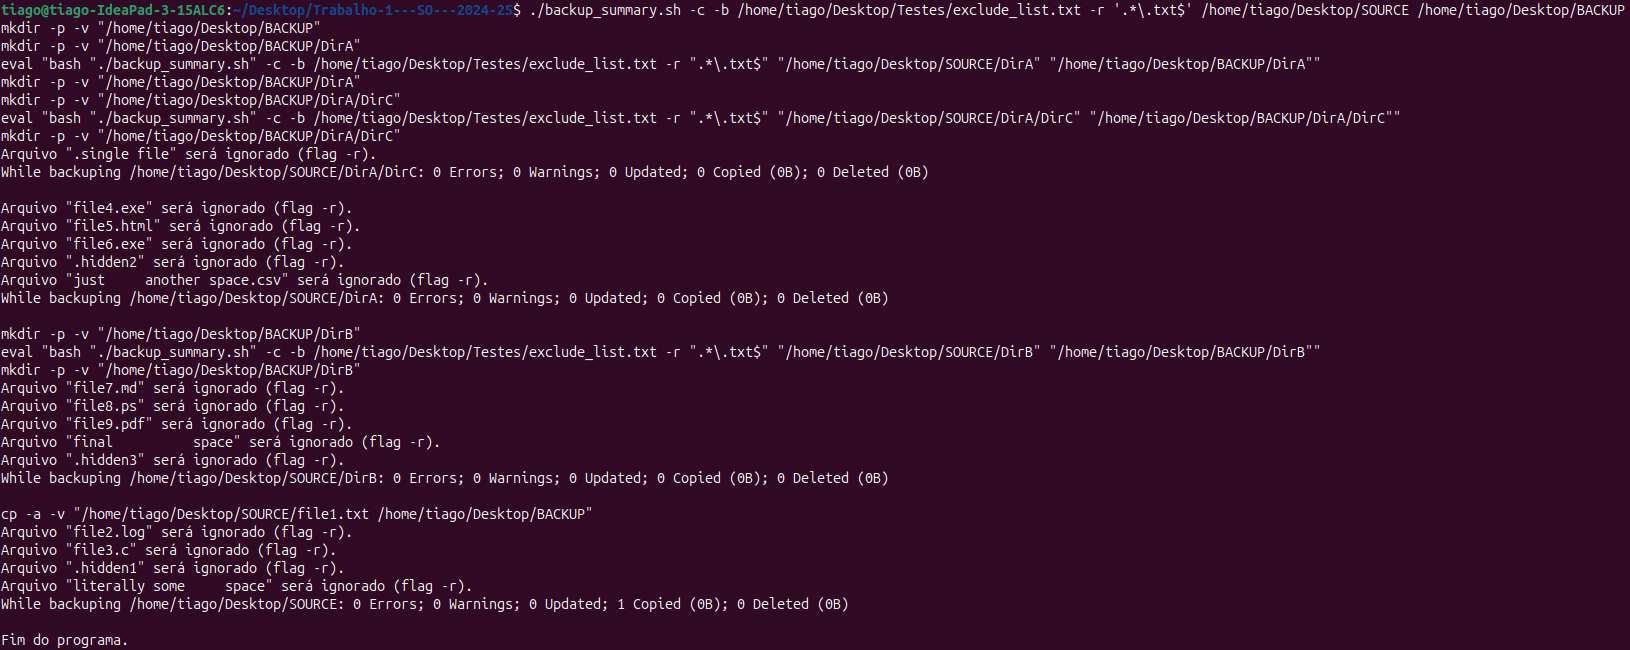 tiago@tiago-IdeaPad-3-15ALC6:~/Desktop/Trabalho-1---SO---2024-25$ ./backup_summary.sh -c -b /home/tiago/Desktop/Testes/exclude_list.txt -r '.*\.txt$' /home/tiago/Desktop/SOURCE /home/tiago/Desktop/BACKUP
mkdir -p -v "/home/tiago/Desktop/BACKUP"
mkdir -p -v "/home/tiago/Desktop/BACKUP/DirA"
eval "bash "./backup_summary.sh" -c -b /home/tiago/Desktop/Testes/exclude_list.txt -r ".*\.txt$" "/home/tiago/Desktop/SOURCE/DirA" "/home/tiago/Desktop/BACKUP/DirA""
mkdir -p -v "/home/tiago/Desktop/BACKUP/DirA"
mkdir -p -v "/home/tiago/Desktop/BACKUP/DirA/DirC"
eval "bash "./backup_summary.sh" -c -b /home/tiago/Desktop/Testes/exclude_list.txt -r ".*\.txt$" "/home/tiago/Desktop/SOURCE/DirA/DirC" "/home/tiago/Desktop/BACKUP/DirA/DirC""
mkdir -p -v "/home/tiago/Desktop/BACKUP/DirA/DirC"
Arquivo ".single file" será ignorado (flag -r).
While backuping /home/tiago/Desktop/SOURCE/DirA/DirC: 0 Errors; 0 Warnings; 0 Updated; 0 Copied (0B); 0 Deleted (0B)

Arquivo "file4.exe" será ignorado (flag -r).
Arquivo "file5.html" será ignorado (flag -r).
Arquivo "file6.exe" será ignorado (flag -r).
Arquivo ".hidden2" será ignorado (flag -r).
Arquivo "just     another space.csv" será ignorado (flag -r).
While backuping /home/tiago/Desktop/SOURCE/DirA: 0 Errors; 0 Warnings; 0 Updated; 0 Copied (0B); 0 Deleted (0B)

mkdir -p -v "/home/tiago/Desktop/BACKUP/DirB"
eval "bash "./backup_summary.sh" -c -b /home/tiago/Desktop/Testes/exclude_list.txt -r ".*\.txt$" "/home/tiago/Desktop/SOURCE/DirB" "/home/tiago/Desktop/BACKUP/DirB""
mkdir -p -v "/home/tiago/Desktop/BACKUP/DirB"
Arquivo "file7.md" será ignorado (flag -r).
Arquivo "file8.ps" será ignorado (flag -r).
Arquivo "file9.pdf" será ignorado (flag -r).
Arquivo "final          space" será ignorado (flag -r).
Arquivo ".hidden3" será ignorado (flag -r).
While backuping /home/tiago/Desktop/SOURCE/DirB: 0 Errors; 0 Warnings; 0 Updated; 0 Copied (0B); 0 Deleted (0B)

cp -a -v "/home/tiago/Desktop/SOURCE/file1.txt /home/tiago/Desktop/BACKUP"
Arquivo "file2.log" será ignorado (flag -r).
Arquivo "file3.c" será ignorado (flag -r).
Arquivo ".hidden1" será ignorado (flag -r).
Arquivo "literally some     space" será ignorado (flag -r).
While backuping /home/tiago/Desktop/SOURCE: 0 Errors; 0 Warnings; 0 Updated; 1 Copied (0B); 0 Deleted (0B)

Fim do programa.